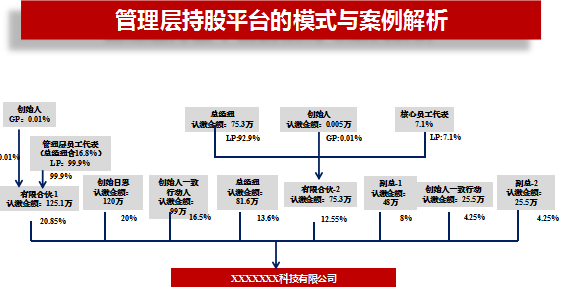 管理层持股平台的模式与案例解析
创始人
GP：0.01%
总经理
认缴金额：75.3万
创始人
认缴金额：0.005万
核心员工代表
7.1%
LP:92.9%
GP:0.01%
LP:7.1%
0.01%
管理层员工代表
（总经理含16.8%）
LP：99.9%
99.9%
有限合伙-1
认缴金额：125.1万
认缴金额：
120万
创始人一致
行动人
认缴金额：
99万
总经理
认缴金额：
81.6万
有限合伙-2
认缴金额：75.3万
副总-1
认缴金额：
48万
创始人一致行动
认缴金额：25.5万
副总-2
认缴金额：
25.5万
20.85%
20%
16.5%
13.6%
12.55%
8%
4.25%
4.25%
XXXXXXX科技有限公司